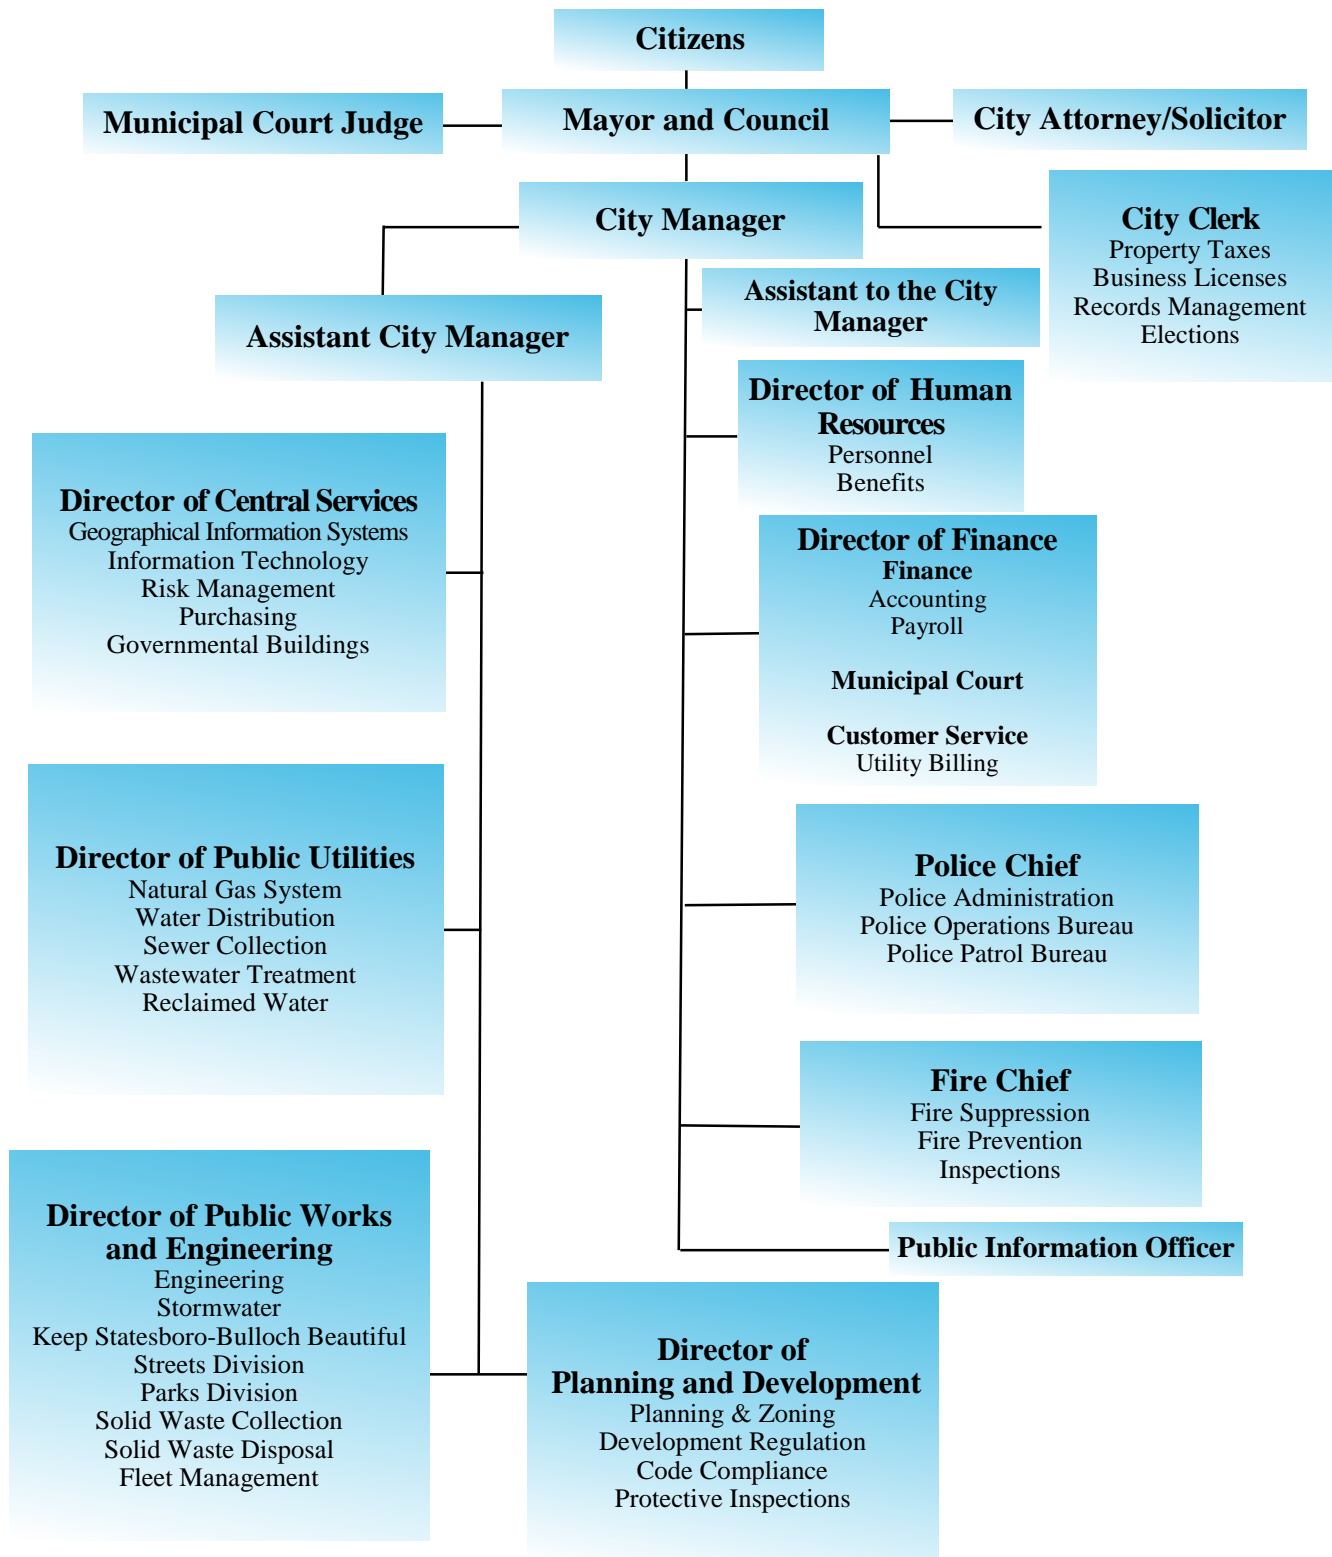 Citizens
Municipal Court Judge
Mayor and Council
City Attorney/Solicitor
City Manager
City Clerk
Property Taxes
Business Licenses
Records Management
Elections
Assistant to the City
Manager
Assistant City Manager
Director of Human
Resources
Personnel
Benefits
Director of Central Services
Geographical Information Systems
Information Technology
Risk Management
Purchasing
Governmental Buildings
Director of Finance
Finance
Accounting
Payroll
Municipal Court
Customer Service
Utility Billing
Director of Public Utilities
Natural Gas System
Water Distribution
Sewer Collection
Wastewater Treatment
Reclaimed Water
Police Chief
Police Administration
Police Operations Bureau
Police Patrol Bureau
Fire Chief
Fire Suppression
Fire Prevention
Inspections
Public Information Officer
Director of Public Works
and Engineering
Engineering
Stormwater
Keep Statesboro-Bulloch Beautiful
Streets Division
Parks Division
Solid Waste Collection
Solid Waste Disposal
Fleet Management
Director of
Planning and Development
Planning & Zoning
Development Regulation
Code Compliance
Protective Inspections